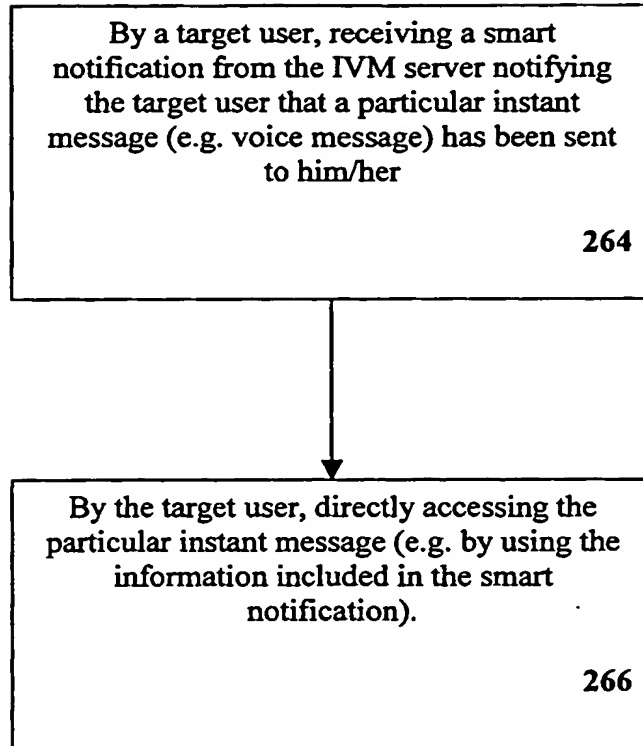 By a target user, receiving a smart
notification from the IVM server notifying
the target user that a particular instant
message (e.g. voice message) has been sent
to him/her
264
By the target user, directly accessing the
particular instant message (e.g. by using the
information included in the smart
notification).
266